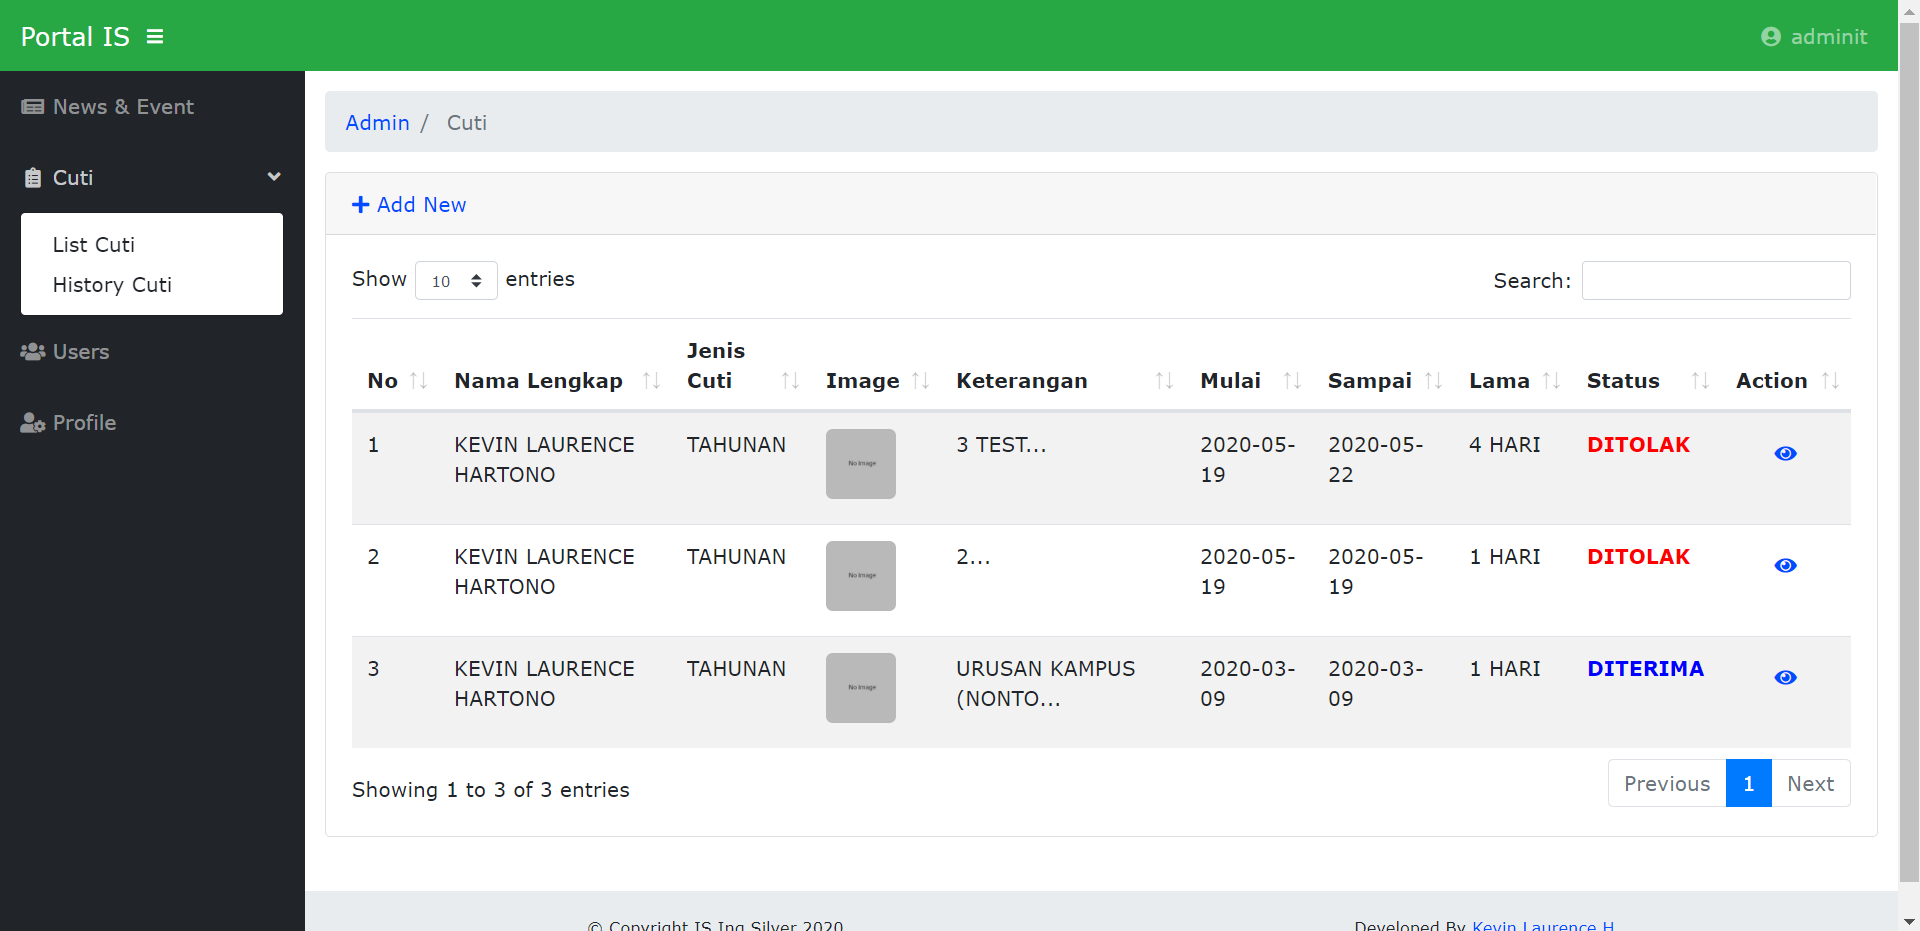 Portal IS
adminit
News & Event
Cuti
List Cuti
History Cuti
Users
Profile
Admin / Cuti
Add New
Show 10 entries
Search:
No Nama Lengkap Jenis Cuti Image Keterangan Mulai Sampai Lama Status Action
1 KEVIN LAURENCE HARTONO TAHUNAN No Image 3 TEST... 2020-05-19 2020-05-22 4 HARI DITOLAK
2 KEVIN LAURENCE HARTONO TAHUNAN No Image 2... 2020-05-19 2020-05-19 1 HARI DITOLAK
3 KEVIN LAURENCE HARTONO TAHUNAN No Image URUSAN KAMPUS (NONTO... 2020-03-09 2020-03-09 1 HARI DITERIMA
Showing 1 to 3 of 3 entries
Previous 1 Next
© Copyright IS Ing Silver 2020
Developed By Kevin Laurence H